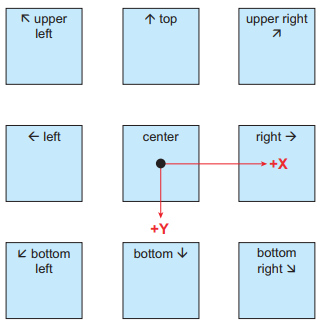 ↖ upper
left
↑ top
upper right
↗
← left
center
right →
+X
+Y
↙ bottom
left
bottom ↓
bottom
right ↘